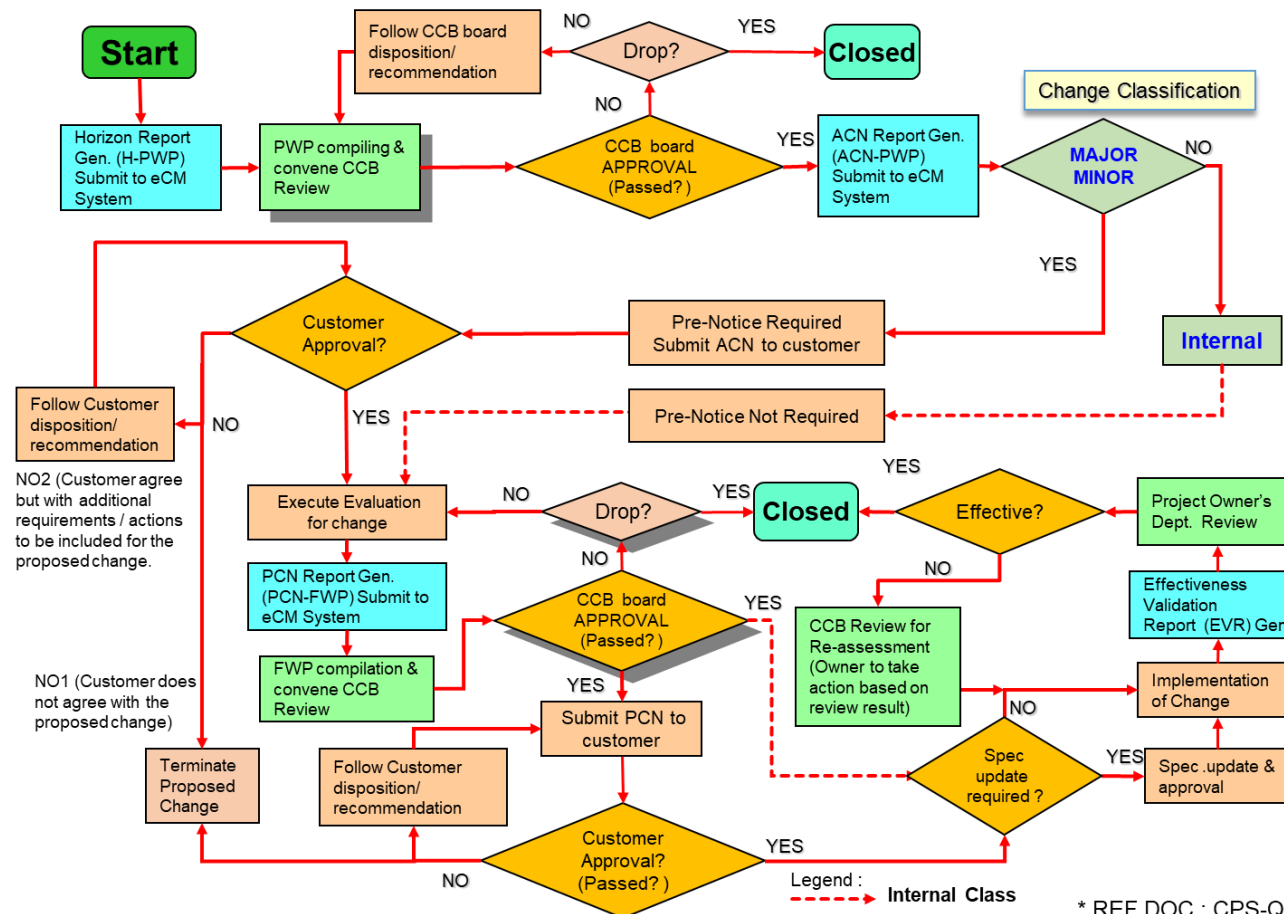 Start
Follow CCB board
disposition/
recommendation
NO
Drop?
YES
Closed
Change Classification
Horizon Report
Gen. (H-PWP)
Submit to eCM
System
PWP compiling &
convene CCB
Review
NO
CCB board
APPROVAL
(Passed? )
YES
ACN Report Gen.
(ACN-PWP)
Submit to eCM
System
MAJOR
MINOR
NO
YES
Customer
Approval?
Pre-Notice Required
Submit ACN to customer
Internal
Follow Customer
disposition/
recommendation
NO
YES
Pre-Notice Not Required
NO2 (Customer agree
but with additional
requirements / actions
to be included for the
proposed change.
Execute Evaluation
for change
NO
Drop?
YES
Closed
YES
Effective?
Project Owner's
Dept. Review
NO
NO
PCN Report Gen.
(PCN-FWP) Submit to
eCM System
CCB board
APPROVAL
(Passed? )
YES
Effectiveness
Validation
Report (EVR) Gen
CCB Review for
Re-assessment
(Owner to take
action based on
review result)
FWP compilation &
convene CCB
Review
YES
NO1 (Customer does
not agree with the
proposed change)
Submit PCN to
customer
NO
Implementation
of Change
Terminate
Proposed
Change
Follow Customer
disposition/
recommendation
Spec
update
required ?
YES
Spec .update &
approval
Customer
Approval?
(Passed? )
YES
NO
Legend :
Internal Class
* REF DOC : CPS-Q